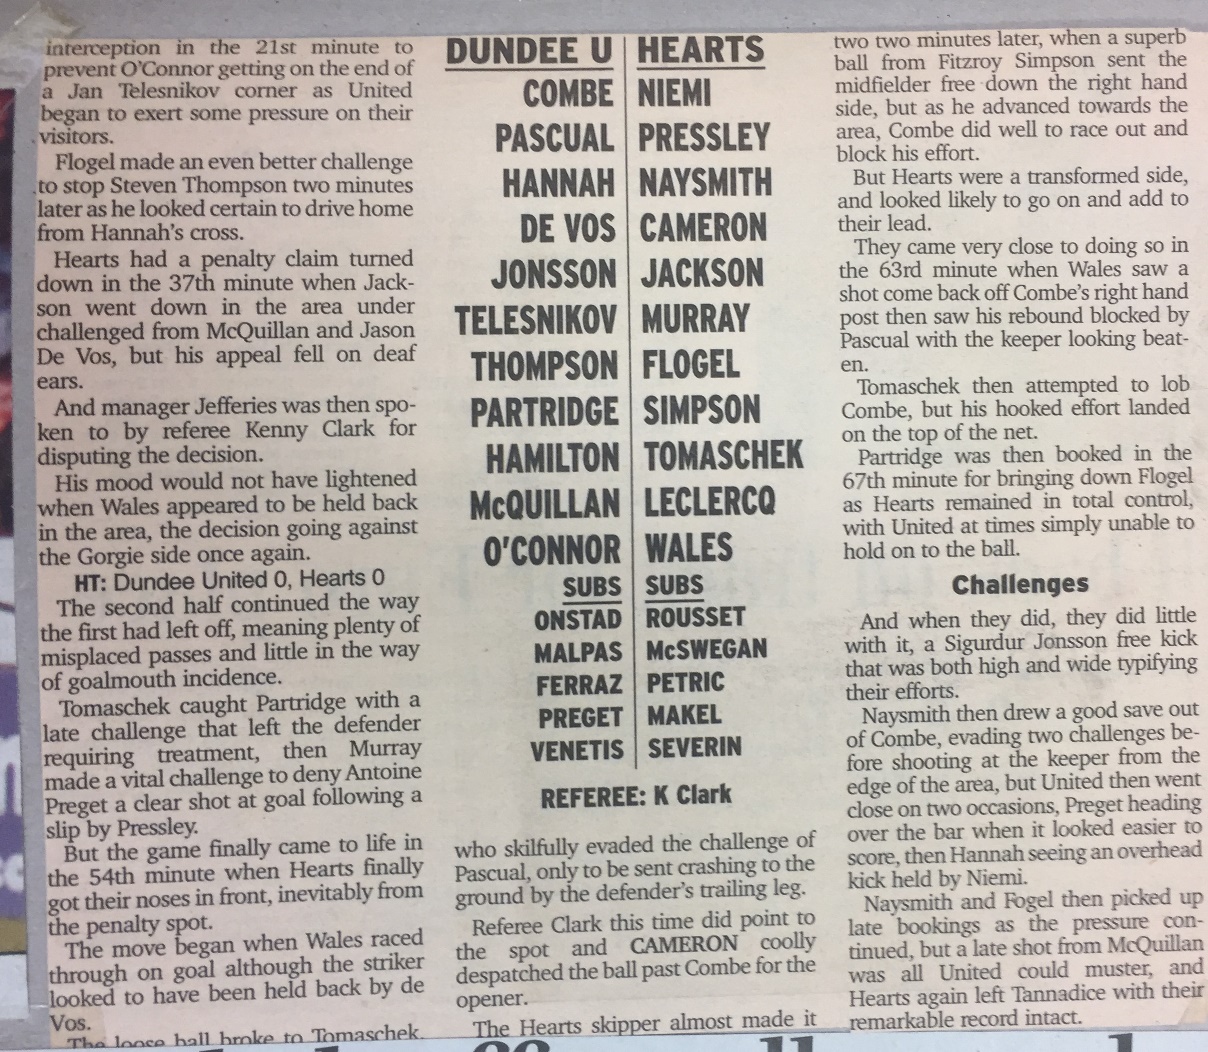 interception in the 21st minute to
prevent O'Connor getting on the end of
a Jan Telesnikov corner as United
began to exert some pressure on their
visitors.
Flogel made an even better challenge
to stop Steven Thompson two minutes
later as he looked certain to drive home
from Hannah's cross.
Hearts had a penalty claim turned
down in the 37th minute when Jack-
son went down in the area under
challenged from McQuillan and Jason
De Vos, but his appeal fell on deaf
ears.
And manager Jefferies was then spo-
ken to by referee Kenny Clark for
disputing the decision.
His mood would not have lightened
when Wales appeared to be held back
in the area, the decision going against
the Gorgie side once again.
HT: Dundee United 0, Hearts 0
The second half continued the way
the first had left off, meaning plenty of
misplaced passes and little in the way
of goalmouth incidence.
Tomaschek caught Partridge with a
late challenge that left the defender
requiring treatment, then Murray
made a vital challenge to deny Antoine
Preget a clear shot at goal following a
slip by Pressley.
But the game finally came to life in
the 54th minute when Hearts finally
got their noses in front, inevitably from
the penalty spot.
The move began when Wales raced
through on goal although the striker
looked to have been held back by de
Vos.
The loose ball broke to Tomaschek,
DUNDEE U HEARTS
COMBE NIEMI
PASCUAL PRESSLEY
HANNAH NAYSMITH
DE VOS CAMERON
JONSSON JACKSON
TELESNIKOV MURRAY
THOMPSON FLOGEL
PARTRIDGE SIMPSON
HAMILTON TOMASCHEK
McQUILLAN LECLERCQ
O'CONNOR WALES
SUBS SUBS
ONSTAD ROUSSET
MALPAS McSWEGAN
FERRAZ PETRIC
PREGET MAKEL
VENETIS SEVERIN
REFEREE: K Clark
who skilfully evaded the challenge of
Pascual, only to be sent crashing to the
ground by the defender's trailing leg.
Referee Clark this time did point to
the spot and CAMERON coolly
despatched the ball past Combe for the
opener.
The Hearts skipper almost made it
two two minutes later, when a superb
ball from Fitzroy Simpson sent the
midfielder free down the right hand
side, but as he advanced towards the
area, Combe did well to race out and
block his effort.
But Hearts were a transformed side,
and looked likely to go on and add to
their lead.
They came very close to doing so in
the 63rd minute when Wales saw a
shot come back off Combe's right hand
post then saw his rebound blocked by
Pascual with the keeper looking beat-
en.
Tomaschek then attempted to lob
Combe, but his hooked effort landed
on the top of the net.
Partridge was then booked in the
67th minute for bringing down Flogel
as Hearts remained in total control,
with United at times simply unable to
hold on to the ball.
Challenges
And when they did, they did little
with it, a Sigurdur Jonsson free kick
that was both high and wide typifying
their efforts.
Naysmith then drew a good save out
of Combe, evading two challenges be-
fore shooting at the keeper from the
edge of the area, but United then went
close on two occasions, Preget heading
over the bar when it looked easier to
score, then Hannah seeing an overhead
kick held by Niemi.
Naysmith and Fogel then picked up
late bookings as the pressure con-
tinued, but a late shot from McQuillan
was all United could muster, and
Hearts again left Tannadice with their
remarkable record intact.